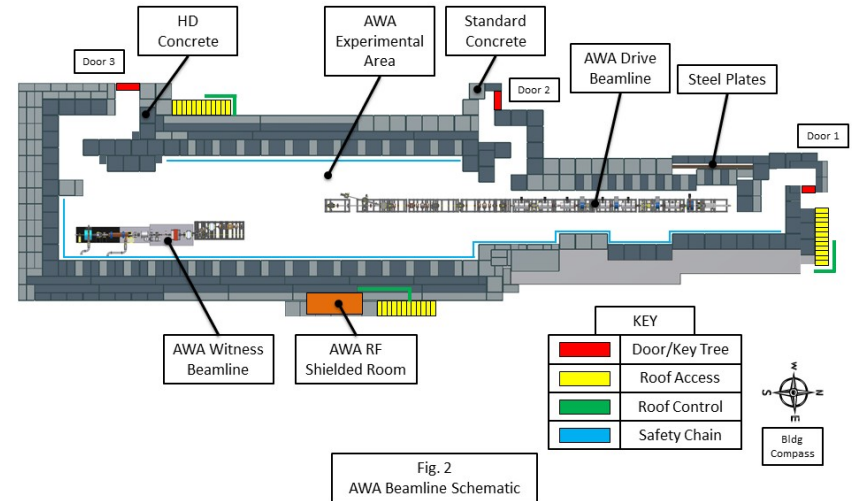 HD
Concrete
AWA
Experimental
Area
Standard
Concrete
AWA Drive
Beamline
Steel Plates
Door 3
Door 2
Door 1
AWA Witness
Beamline
AWA RF
Shielded Room
KEY
Door/Key Tree
Roof Access
Roof Control
Safety Chain
W
S
N
E
Bldg
Compass
Fig. 2
AWA Beamline Schematic